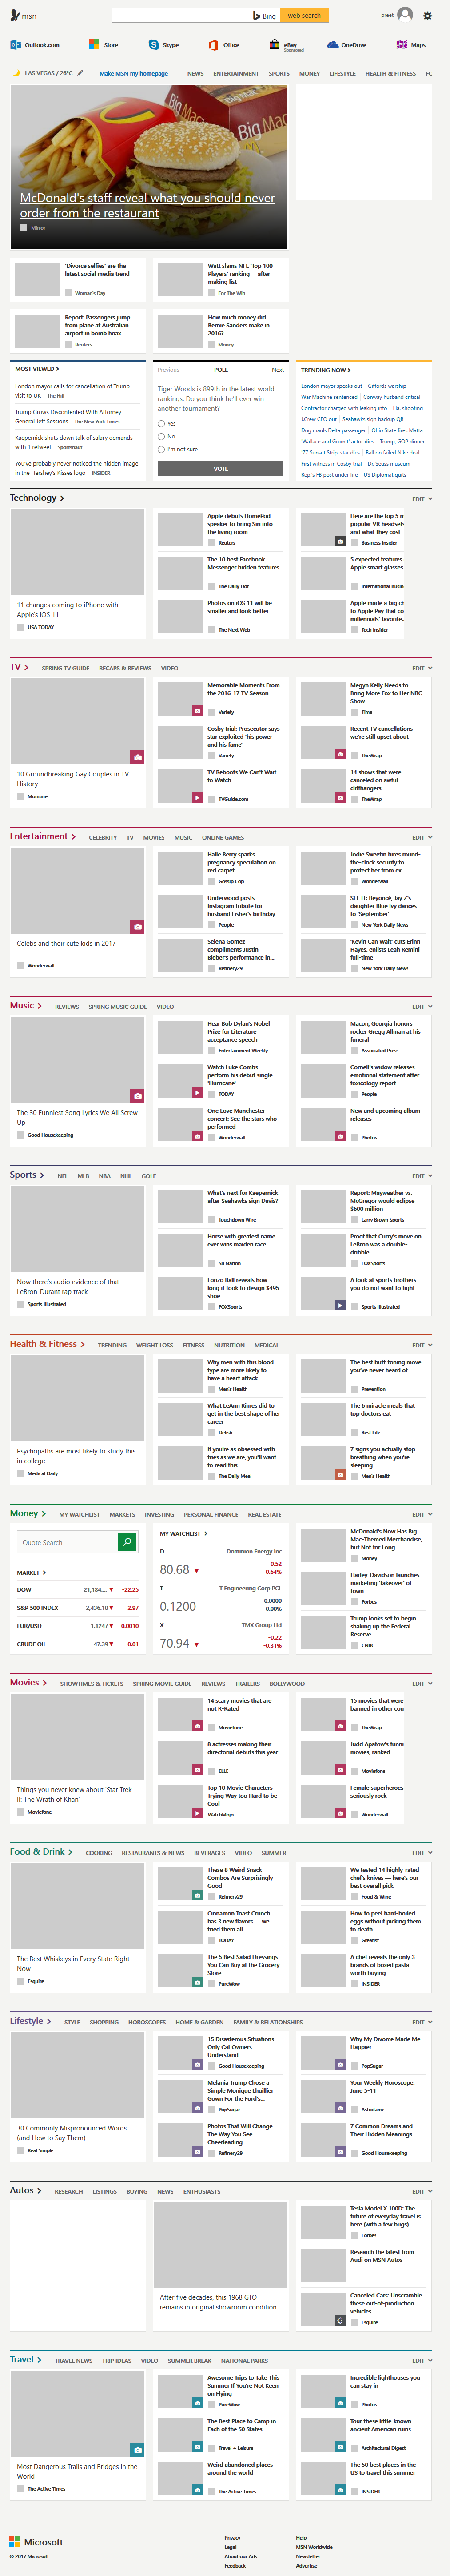 msn
Bing
web search
preet
Outlook.com
Store
Skype
Office
eBay
Sponsored
OneDrive
Maps
LAS VEGAS / 26°C
Make MSN my homepage
NEWS ENTERTAINMENT SPORTS MONEY LIFESTYLE HEALTH & FITNESS FC
McDonald's staff reveal what you should never
order from the restaurant
Mirror
'Divorce selfies' are the
latest social media trend
Woman's Day
Watt slams NFL 'Top 100
Players' ranking -- after
making list
For The Win
Report: Passengers jump
from plane at Australian
airport in bomb hoax
Reuters
How much money did
Bernie Sanders make in
2016?
Money
MOST VIEWED
London mayor calls for cancellation of Trump
visit to UK The Hill
Trump Grows Discontented With Attorney
General Jeff Sessions The New York Times
Kaepernick shuts down talk of salary demands
with 1 retweet Sportsnaut
You've probably never noticed the hidden image
in the Hershey's Kisses logo INSIDER
Previous POLL Next
Tiger Woods is 899th in the latest world
rankings. Do you think he'll ever win
another tournament?
Yes
No
I'm not sure
VOTE
TRENDING NOW
London mayor speaks out Giffords warship
War Machine sentenced Conway husband critical
Contractor charged with leaking info Fla. shooting
J.Crew CEO out Seahawks sign backup QB
Dog mauls Delta passenger Ohio State fires Matta
'Wallace and Gromit' actor dies Trump, GOP dinner
'77 Sunset Strip' star dies Ball on failed Nike deal
First witness in Cosby trial Dr. Seuss museum
Rep.'s FB post under fire US Diplomat quits
Technology
EDIT
11 changes coming to iPhone with
Apple's iOS 11
USA TODAY
Apple debuts HomePod
speaker to bring Siri into
the living room
Reuters
The 10 best Facebook
Messenger hidden features
The Daily Dot
Photos on iOS 11 will be
smaller and look better
The Next Web
Here are the top 5 m
popular VR headsets
and what they cost
Business Insider
5 expected features
Apple smart glasses
International Busin
Apple made a big ch
to Apple Pay that co
millennials' favorite.
Tech Insider
TV
SPRING TV GUIDE RECAPS & REVIEWS VIDEO
EDIT
10 Groundbreaking Gay Couples in TV
History
Mom.me
Memorable Moments From
the 2016-17 TV Season
Variety
Cosby trial: Prosecutor says
star exploited 'his power
and his fame'
Variety
TV Reboots We Can't Wait
to Watch
TVGuide.com
Megyn Kelly Needs to
Bring More Fox to Her NBC
Show
Time
Recent TV cancellations
we're still upset about
TheWrap
14 shows that were
canceled on awful
cliffhangers
TheWrap
Entertainment
CELEBRITY TV MOVIES MUSIC ONLINE GAMES
EDIT
Celebs and their cute kids in 2017
Wonderwall
Halle Berry sparks
pregnancy speculation on
red carpet
Gossip Cop
Underwood posts
Instagram tribute for
husband Fisher's birthday
People
Selena Gomez
compliments Justin
Bieber's performance in...
Refinery29
Jodie Sweetin hires round-
the-clock security to
protect her from ex
Wonderwall
SEE IT: Beyoncé, Jay Z's
daughter Blue Ivy dances
to 'September'
New York Daily News
'Kevin Can Wait' cuts Erinn
Hayes, enlists Leah Remini
full-time
New York Daily News
Music
REVIEWS SPRING MUSIC GUIDE VIDEO
EDIT
The 30 Funniest Song Lyrics We All Screw
Up
Good Housekeeping
Hear Bob Dylan's Nobel
Prize for Literature
acceptance speech
Entertainment Weekly
Watch Luke Combs
perform his debut single
'Hurricane'
TODAY
One Love Manchester
concert: See the stars who
performed
Wonderwall
Macon, Georgia honors
rocker Gregg Allman at his
funeral
Associated Press
Cornell's widow releases
emotional statement after
toxicology report
People
New and upcoming album
releases
Photos
Sports
NFL MLB NBA NHL GOLF
EDIT
Now there's audio evidence of that
LeBron-Durant rap track
Sports Illustrated
What's next for Kaepernick
after Seahawks sign Davis?
Touchdown Wire
Horse with greatest name
ever wins maiden race
SB Nation
Lonzo Ball reveals how
long it took to design $495
shoe
FOXSports
Report: Mayweather vs.
McGregor would eclipse
$600 million
Larry Brown Sports
Proof that Curry's move on
LeBron was a double-
dribble
FOXSports
A look at sports brothers
you do not want to fight
Sports Illustrated
Health & Fitness
TRENDING WEIGHT LOSS FITNESS NUTRITION MEDICAL
EDIT
Psychopaths are most likely to study this
in college
Medical Daily
Why men with this blood
type are more likely to
have a heart attack
Men's Health
What LeAnn Rimes did to
get in the best shape of her
career
Delish
If you're as obsessed with
fries as we are, you'll want
to read this
The Daily Meal
The best butt-toning move
you've never heard of
Prevention
The 6 miracle meals that
top doctors eat
Best Life
7 signs you actually stop
breathing when you're
sleeping
Men's Health
Money
MY WATCHLIST MARKETS INVESTING PERSONAL FINANCE REAL ESTATE
EDIT
Quote Search
MARKET
DOW 21,184.... -22.25
S&P 500 INDEX 2,436.10 -2.97
EUR/USD 1.1247 -0.0010
CRUDE OIL 47.39 -0.01
MY WATCHLIST
D Dominion Energy Inc
80.68 -0.52
-0.64%
T T Engineering Corp PCL
0.1200 = 0.0000
0.00%
X TMX Group Ltd
70.94 -0.22
-0.31%
McDonald's Now Has Big
Mac-Themed Merchandise,
but Not for Long
Money
Harley-Davidson launches
marketing 'takeover' of
town
Forbes
Trump looks set to begin
shaking up the Federal
Reserve
CNBC
Movies
SHOWTIMES & TICKETS SPRING MOVIE GUIDE REVIEWS TRAILERS BOLLYWOOD
EDIT
Things you never knew about 'Star Trek
II: The Wrath of Khan'
Moviefone
14 scary movies that are
not R-Rated
Moviefone
8 actresses making their
directorial debuts this year
ELLE
Top 10 Movie Characters
Trying Way too Hard to be
Cool
WatchMojo
15 movies that were
banned in other cou
TheWrap
Judd Apatow's funni
movies, ranked
Moviefone
Female superheroes
seriously rock
Wonderwall
Food & Drink
COOKING RESTAURANTS & NEWS BEVERAGES VIDEO SUMMER
EDIT
The Best Whiskeys in Every State Right
Now
Esquire
These 8 Weird Snack
Combos Are Surprisingly
Good
Refinery29
Cinnamon Toast Crunch
has 3 new flavors — we
tried them all
TODAY
The 5 Best Salad Dressings
You Can Buy at the Grocery
Store
PureWow
We tested 14 highly-rated
chef's knives — here's our
best overall pick
Food & Wine
How to peel hard-boiled
eggs without picking them
to death
Greatist
A chef reveals the only 3
brands of boxed pasta
worth buying
INSIDER
Lifestyle
STYLE SHOPPING HOROSCOPES HOME & GARDEN FAMILY & RELATIONSHIPS
EDIT
30 Commonly Mispronounced Words
(and How to Say Them)
Real Simple
15 Disasterous Situations
Only Cat Owners
Understand
Good Housekeeping
Melania Trump Chose a
Simple Monique Lhuillier
Gown For the Ford's...
PopSugar
Photos That Will Change
The Way You See
Cheerleading
Refinery29
Why My Divorce Made Me
Happier
PopSugar
Your Weekly Horoscope:
June 5-11
Astrofame
7 Common Dreams and
Their Hidden Meanings
Good Housekeeping
Autos
RESEARCH LISTINGS BUYING NEWS ENTHUSIASTS
EDIT
After five decades, this 1968 GTO
remains in original showroom condition
Tesla Model X 100D: The
future of everyday travel is
here (with a few bugs)
Forbes
Research the latest from
Audi on MSN Autos
Canceled Cars: Unscramble
these out-of-production
vehicles
Esquire
Travel
TRAVEL NEWS TRIP IDEAS VIDEO SUMMER BREAK NATIONAL PARKS
EDIT
Most Dangerous Trails and Bridges in the
World
The Active Times
Awesome Trips to Take This
Summer If You're Not Keen
on Flying
PureWow
The Best Place to Camp in
Each of the 50 States
Travel + Leisure
Weird abandoned places
around the world
The Active Times
Incredible lighthouses you
can stay in
Photos
Tour these little-known
ancient American ruins
Architectural Digest
The 50 best places in the
US to travel this summer
INSIDER
Microsoft
© 2017 Microsoft
Privacy
Legal
About our Ads
Feedback
Help
MSN Worldwide
Newsletter
Advertise